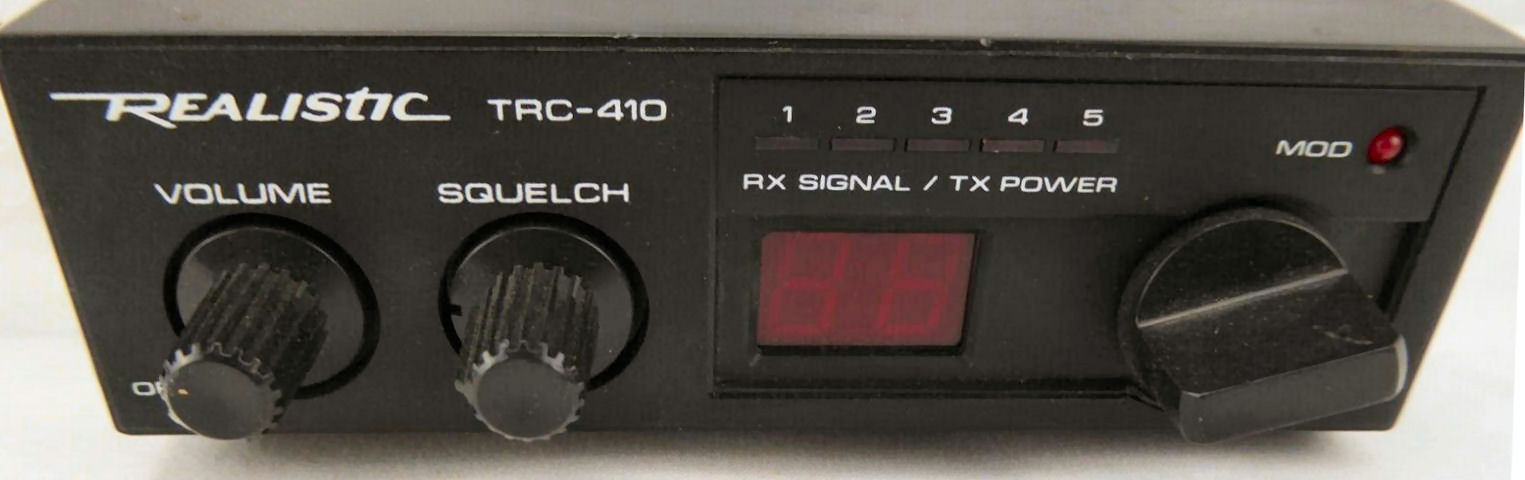 REALISTIC TRC-410
1 2 3 4 5
MOD
RX SIGNAL / TX POWER
VOLUME SQUELCH